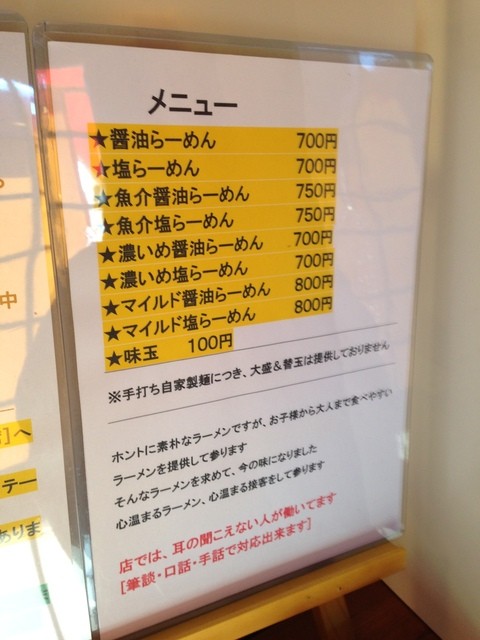 メニュー
★醤油らーめん 700円
★塩らーめん 700円
★魚介醤油らーめん 750円
★魚介塩らーめん 750円
★濃いめ醤油らーめん 700円
★濃いめ塩らーめん 700円
★マイルド醤油らーめん 800円
★マイルド塩らーめん 800円
★味玉 100円
※手打ち自家製麺につき、大盛&替玉は提供しておりません
ホントに素朴なラーメンですが、お子様から大人まで食べやすい
ラーメンを提供して参ります
そんなラーメンを求めて、今の味になりました
心温まるラーメン、心温まる接客をして参ります
店では、耳の聞こえない人が働いてます
[筆談・口話・手話で対応出来ます]
中
]へ
テー
ありま